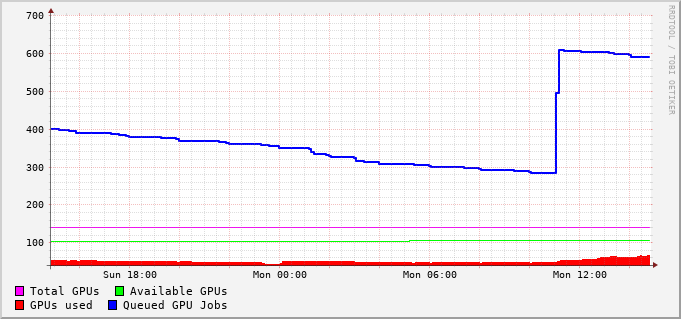 700
600
500
400
300
200
100
Sun 18:00 Mon 00:00 Mon 06:00 Mon 12:00
Total GPUs Available GPUs
GPUs used Queued GPU Jobs
RRDTOOL / TOBI OETIKER